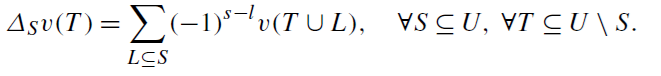 Δ_S v(T) = ∑_{L⊆S} (−1)^{s−l} v(T ∪ L), ∀S ⊆ U, ∀T ⊆ U \ S.